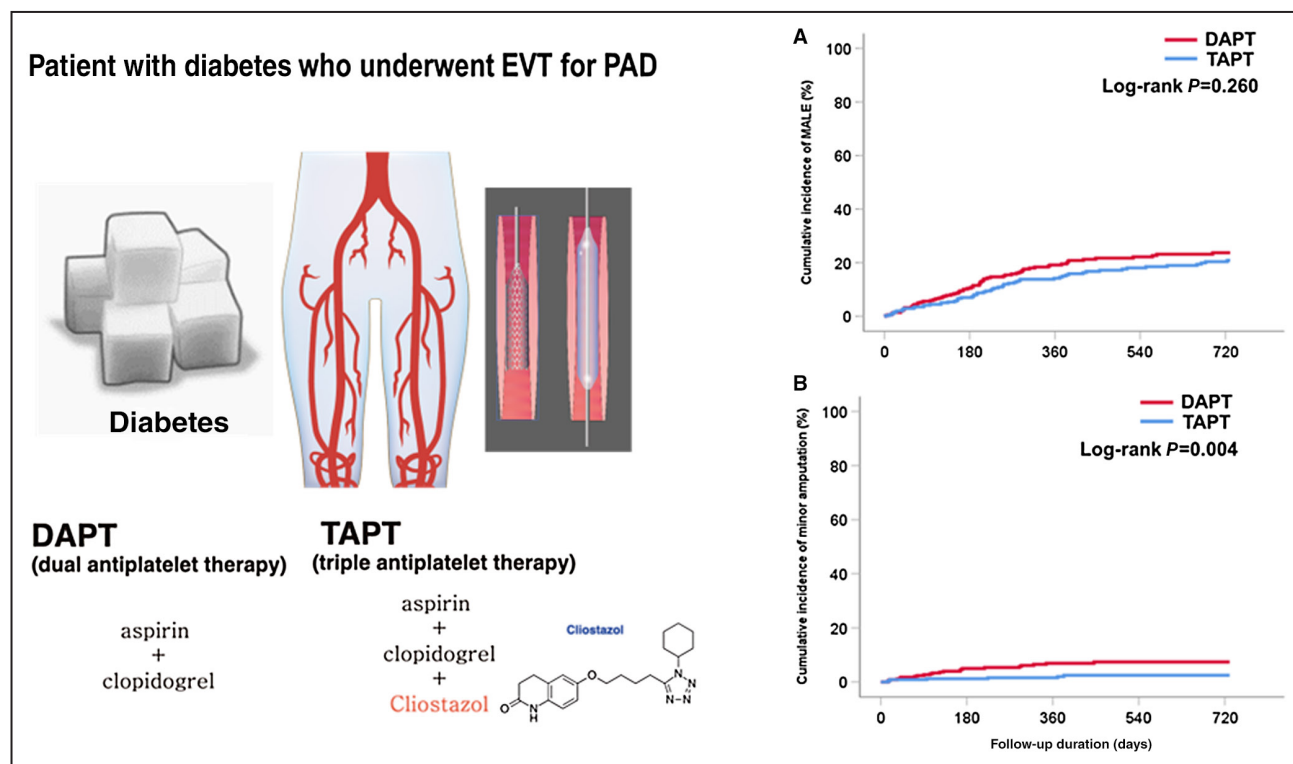 Patient with diabetes who underwent EVT for PAD
Diabetes
DAPT
(dual antiplatelet therapy)
aspirin
+
clopidogrel
TAPT
(triple antiplatelet therapy)
aspirin
+
clopidogrel
+
Cliostazol
Cliostazol
O
N
H
O
N
N
N
N
A
Cumulative incidence of MALE (%)
100
80
60
40
20
0
DAPT
TAPT
Log-rank P=0.260
0 180 360 540 720
B
Cumulative incidence of minor amputation (%)
100
80
60
40
20
0
DAPT
TAPT
Log-rank P=0.004
0 180 360 540 720
Follow-up duration (days)